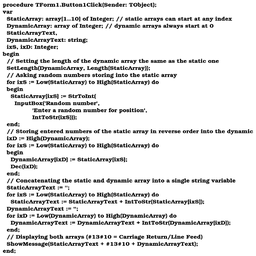 procedure TForm1.Button1Click(Sender: TObject);
var
StaticArray: array[1..10] of Integer; // static arrays can start at any index
DynamicArray: array of Integer; // dynamic arrays always start at 0
StaticArrayText,
DynamicArrayText: string;
ixS, ixD: Integer;
begin
// Setting the length of the dynamic array the same as the static one
SetLength(DynamicArray, Length(StaticArray));
// Asking random numbers storing into the static array
for ixS := Low(StaticArray) to High(StaticArray) do
begin
StaticArray[ixS] := StrToInt(
InputBox('Random number',
'Enter a random number for position',
IntToStr(ixS)));
end;
// Storing entered numbers of the static array in reverse order into the dynamic
ixD := High(DynamicArray);
for ixS := Low(StaticArray) to High(StaticArray) do
begin
DynamicArray[ixD] := StaticArray[ixS];
Dec(ixD);
end;
// Concatenating the static and dynamic array into a single string variable
StaticArrayText := '';
for ixS := Low(StaticArray) to High(StaticArray) do
StaticArrayText := StaticArrayText + IntToStr(StaticArray[ixS]);
DynamicArrayText := '';
for ixD := Low(DynamicArray) to High(DynamicArray) do
DynamicArrayText := DynamicArrayText + IntToStr(DynamicArray[ixD]);
end;
// Displaying both arrays (#13#10 = Carriage Return/Line Feed)
ShowMessage(StaticArrayText + #13#10 + DynamicArrayText);
end;